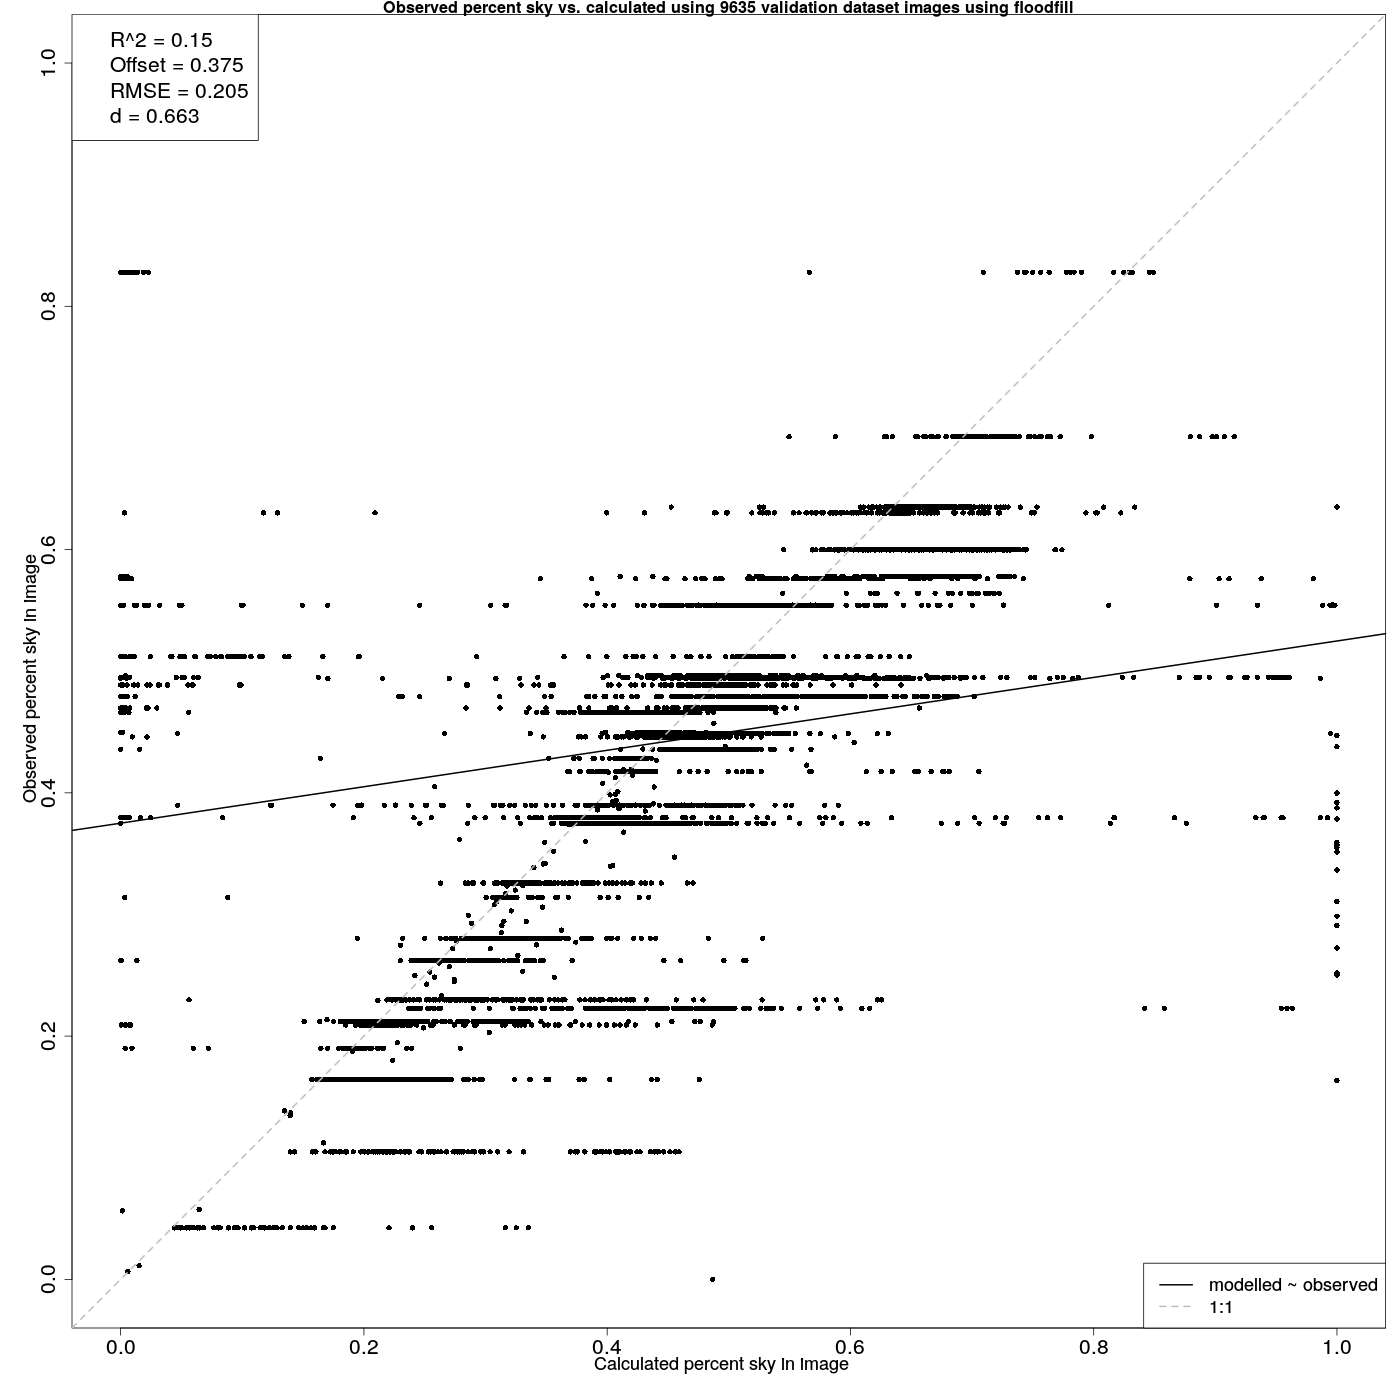 Observed percent sky vs. calculated using 9635 validation dataset images using floodfill
R^2 = 0.15
Offset = 0.375
RMSE = 0.205
d = 0.663
1.0
0.8
0.6
0.4
0.2
0.0
Observed percent sky in image
modelled ~ observed
1:1
0.0 0.2 0.4 0.6 0.8 1.0
Calculated percent sky in image